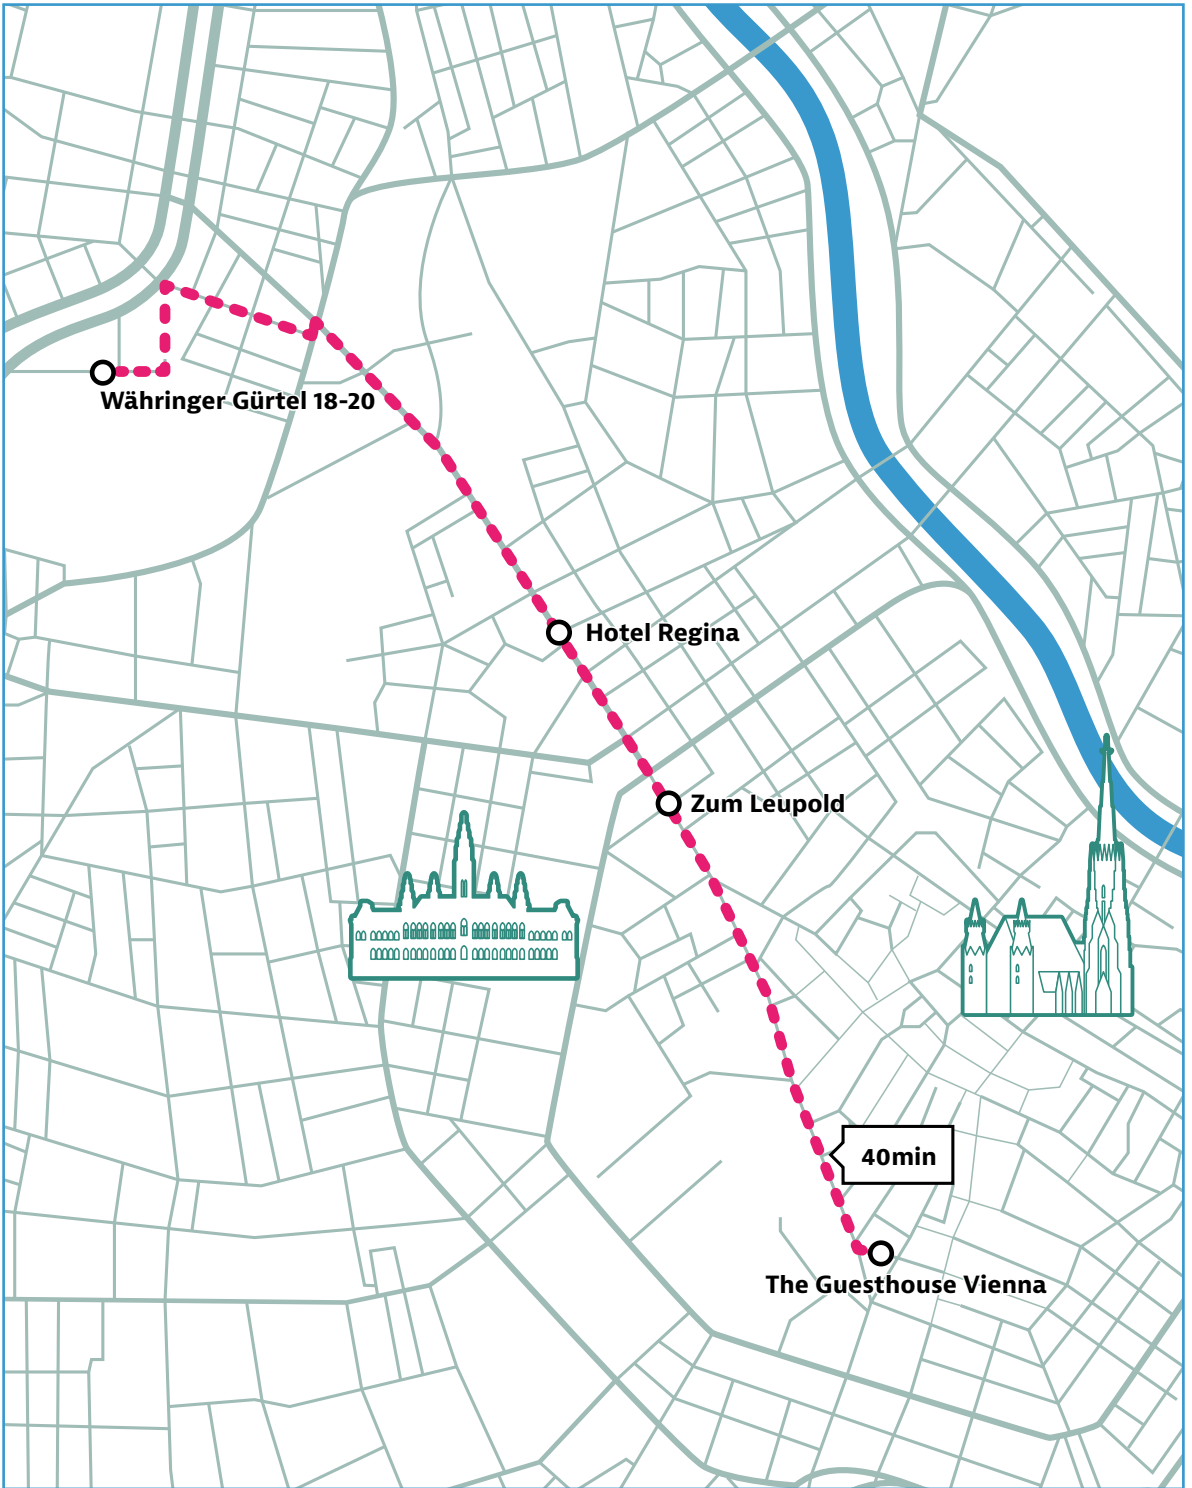 Währinger Gürtel 18-20
Hotel Regina
Zum Leupold
40min
The Guesthouse Vienna